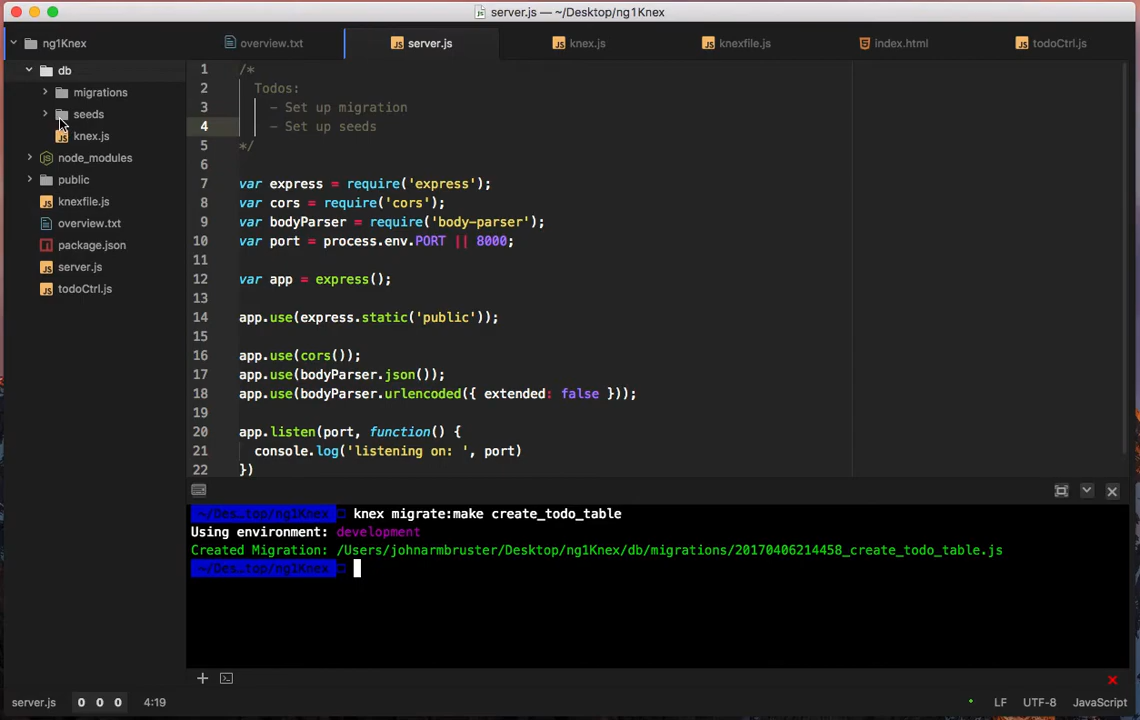 server.js — ~/Desktop/ng1Knex
ng1Knex
overview.txt
server.js
knex.js
knexfile.js
index.html
todoCtrl.js
db
migrations
seeds
knex.js
node_modules
public
knexfile.js
overview.txt
package.json
server.js
todoCtrl.js
1 /*
2 Todos:
3 - Set up migration
4 - Set up seeds
5 */
6
7 var express = require('express');
8 var cors = require('cors');
9 var bodyParser = require('body-parser');
10 var port = process.env.PORT || 8000;
11
12 var app = express();
13
14 app.use(express.static('public'));
15
16 app.use(cors());
17 app.use(bodyParser.json());
18 app.use(bodyParser.urlencoded({ extended: false }));
19
20 app.listen(port, function() {
21 console.log('listening on: ', port)
22 })
~/Des…top/ng1Knex knex migrate:make create_todo_table
Using environment: development
Created Migration: /Users/johnarmbruster/Desktop/ng1Knex/db/migrations/20170406214458_create_todo_table.js
~/Des…top/ng1Knex
server.js 0 0 0 4:19 LF UTF-8 JavaScript